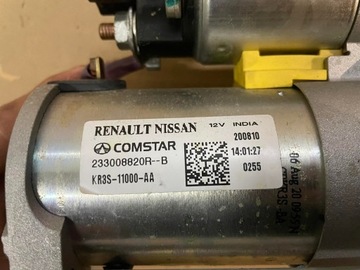 RENAULT NISSAN 12V INDIA
COMSTAR 200810
233008820R--B 14:01:27
KR3S-11000-AA 0255